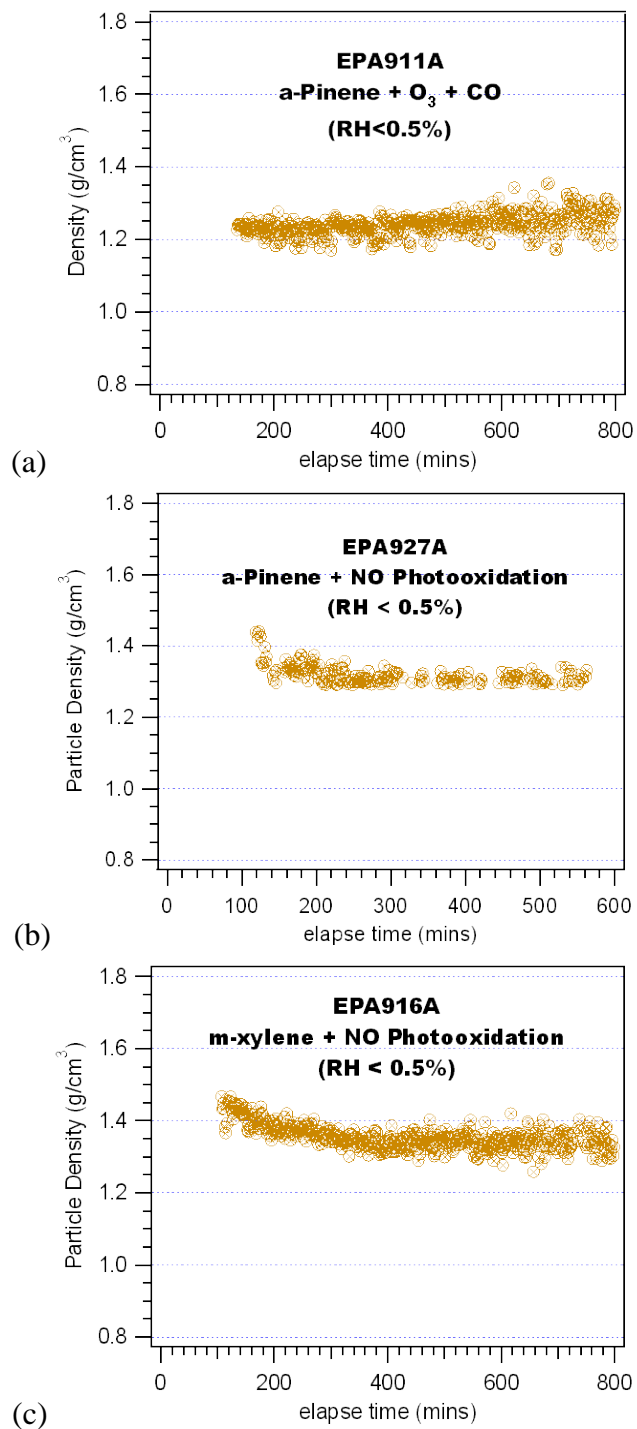 1.8
1.6
1.4
1.2
1.0
0.8
Density (g/cm³)
EPA911A
a-Pinene + O₃ + CO
(RH<0.5%)
0 200 400 600 800
elapse time (mins)
(a)
1.8
1.6
1.4
1.2
1.0
0.8
Particle Density (g/cm³)
EPA927A
a-Pinene + NO Photooxidation
(RH < 0.5%)
0 100 200 300 400 500 600
elapse time (mins)
(b)
1.8
1.6
1.4
1.2
1.0
0.8
Particle Density (g/cm³)
EPA916A
m-xylene + NO Photooxidation
(RH < 0.5%)
0 200 400 600 800
elapse time (mins)
(c)